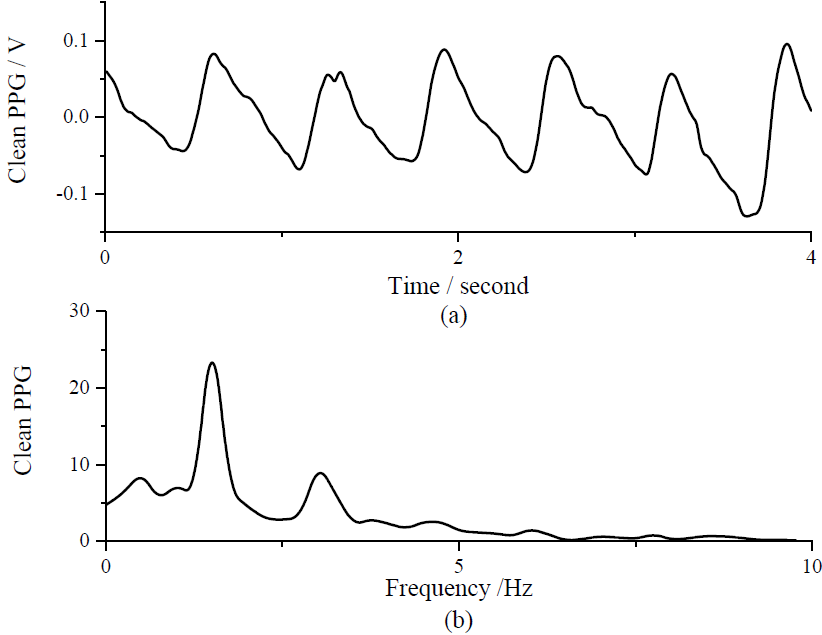 Clean PPG / V
0.1
0.0
-0.1
0
2
4
Time / second
(a)
Clean PPG
30
20
10
0
0
5
10
Frequency /Hz
(b)